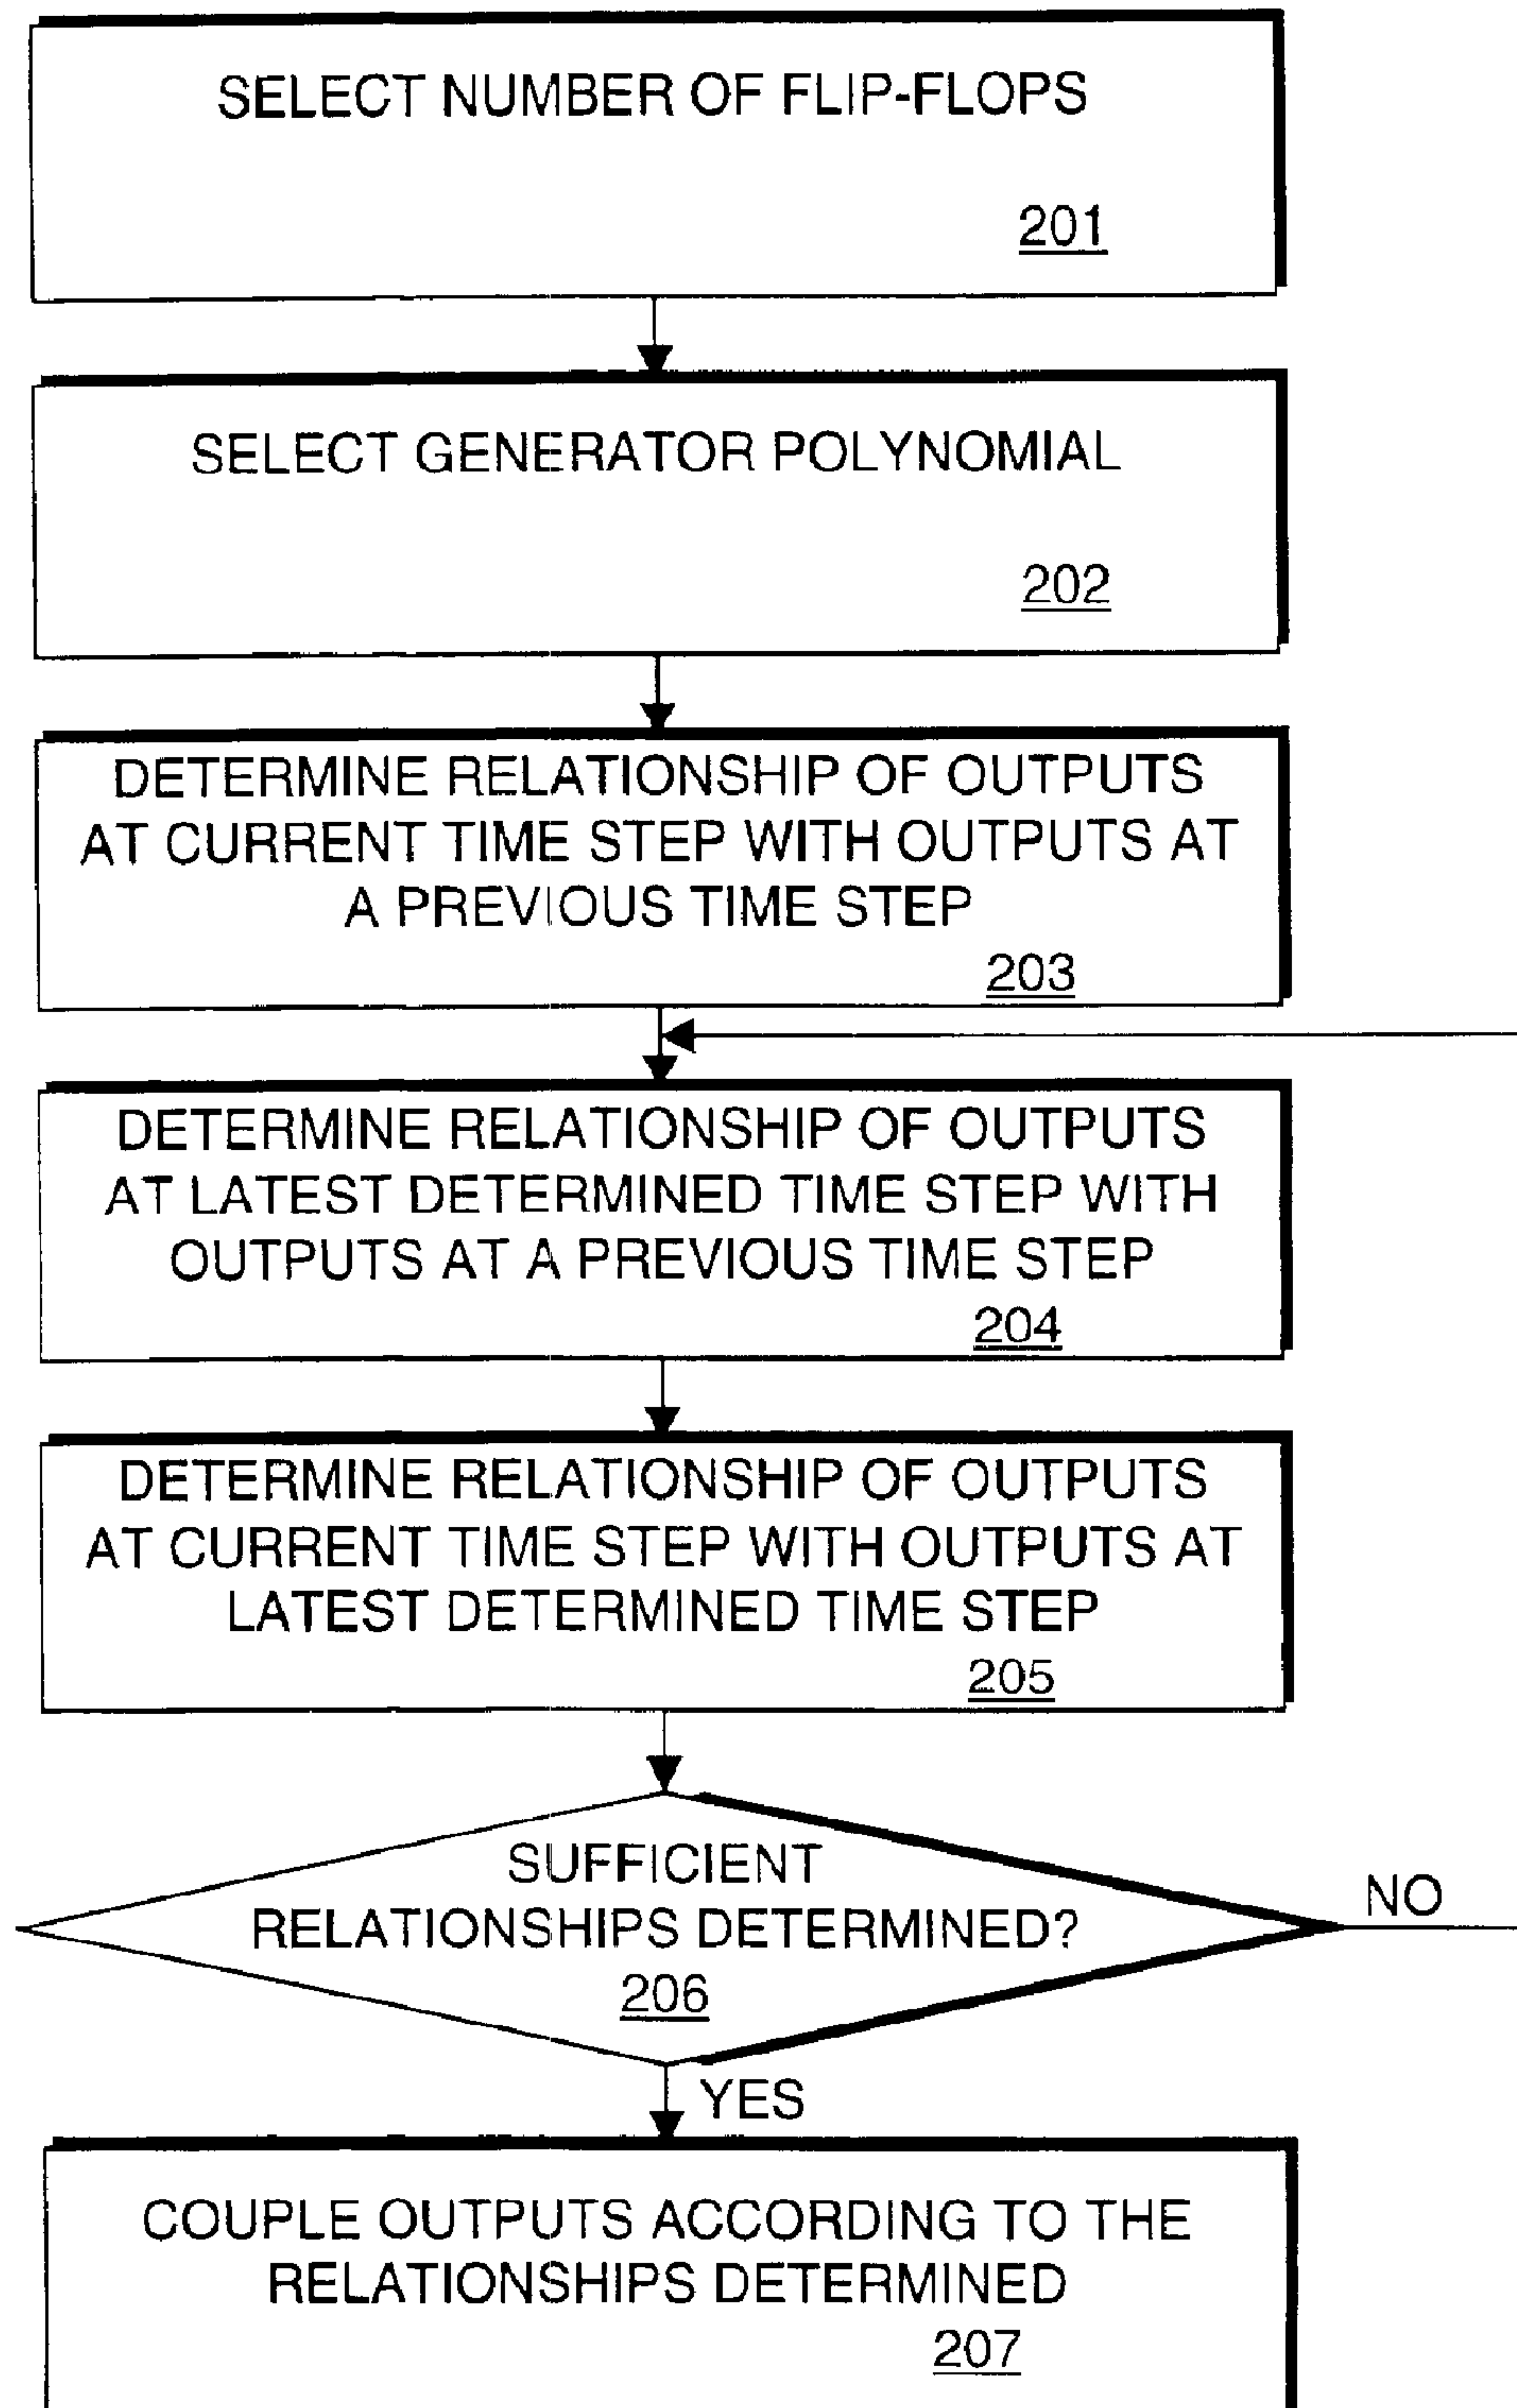 SELECT NUMBER OF FLIP-FLOPS
201
SELECT GENERATOR POLYNOMIAL
202
DETERMINE RELATIONSHIP OF OUTPUTS
AT CURRENT TIME STEP WITH OUTPUTS AT
A PREVIOUS TIME STEP
203
DETERMINE RELATIONSHIP OF OUTPUTS
AT LATEST DETERMINED TIME STEP WITH
OUTPUTS AT A PREVIOUS TIME STEP
204
DETERMINE RELATIONSHIP OF OUTPUTS
AT CURRENT TIME STEP WITH OUTPUTS AT
LATEST DETERMINED TIME STEP
205
SUFFICIENT
RELATIONSHIPS DETERMINED?
206
NO
YES
COUPLE OUTPUTS ACCORDING TO THE
RELATIONSHIPS DETERMINED
207